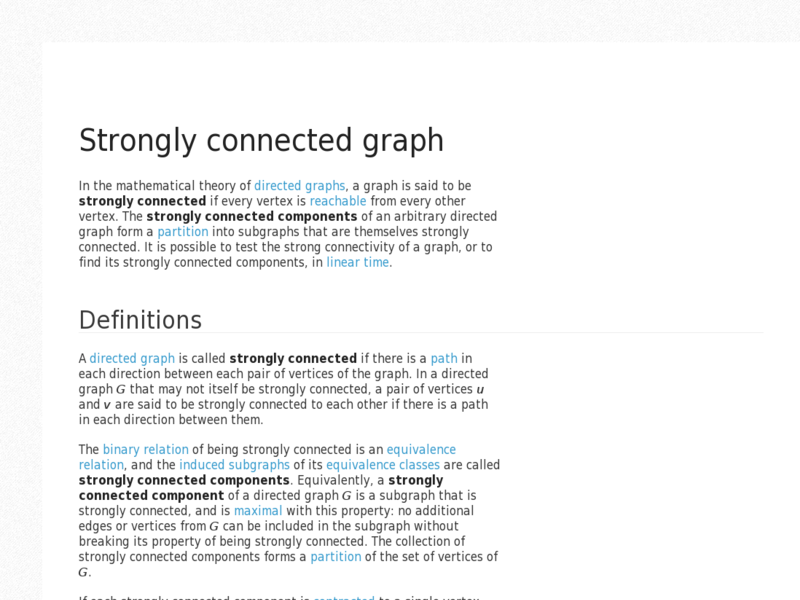 Strongly connected graph
In the mathematical theory of directed graphs, a graph is said to be
strongly connected if every vertex is reachable from every other
vertex. The strongly connected components of an arbitrary directed
graph form a partition into subgraphs that are themselves strongly
connected. It is possible to test the strong connectivity of a graph, or to
find its strongly connected components, in linear time.
Definitions
A directed graph is called strongly connected if there is a path in
each direction between each pair of vertices of the graph. In a directed
graph G that may not itself be strongly connected, a pair of vertices u
and v are said to be strongly connected to each other if there is a path
in each direction between them.
The binary relation of being strongly connected is an equivalence
relation, and the induced subgraphs of its equivalence classes are called
strongly connected components. Equivalently, a strongly
connected component of a directed graph G is a subgraph that is
strongly connected, and is maximal with this property: no additional
edges or vertices from G can be included in the subgraph without
breaking its property of being strongly connected. The collection of
strongly connected components forms a partition of the set of vertices of
G.
If each strongly connected component is contracted to a single vertex,